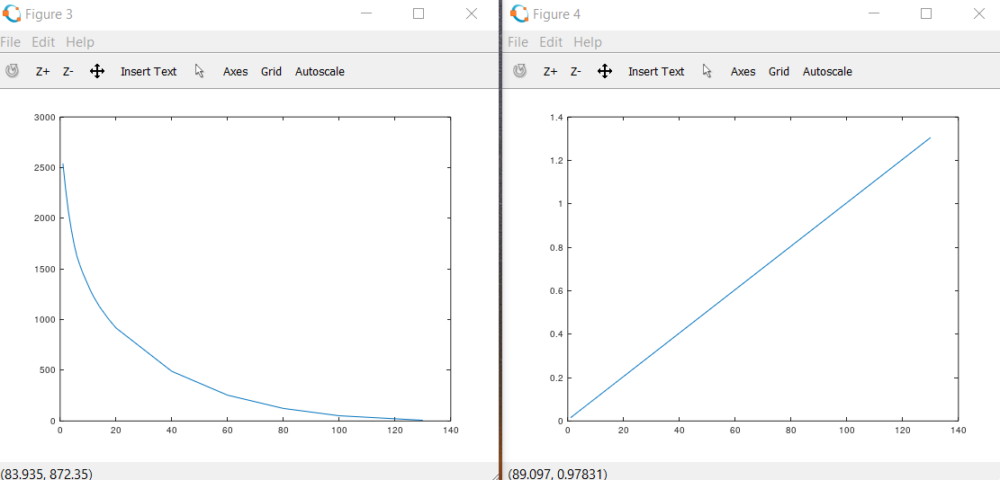 Figure 3
File Edit Help
Z+ Z- Insert Text Axes Grid Autoscale
3000
2500
2000
1500
1000
500
0
0 20 40 60 80 100 120 140
(83.935, 872.35)
Figure 4
File Edit Help
Z+ Z- Insert Text Axes Grid Autoscale
1.4
1.2
1
0.8
0.6
0.4
0.2
0
0 20 40 60 80 100 120 140
(89.097, 0.97831)